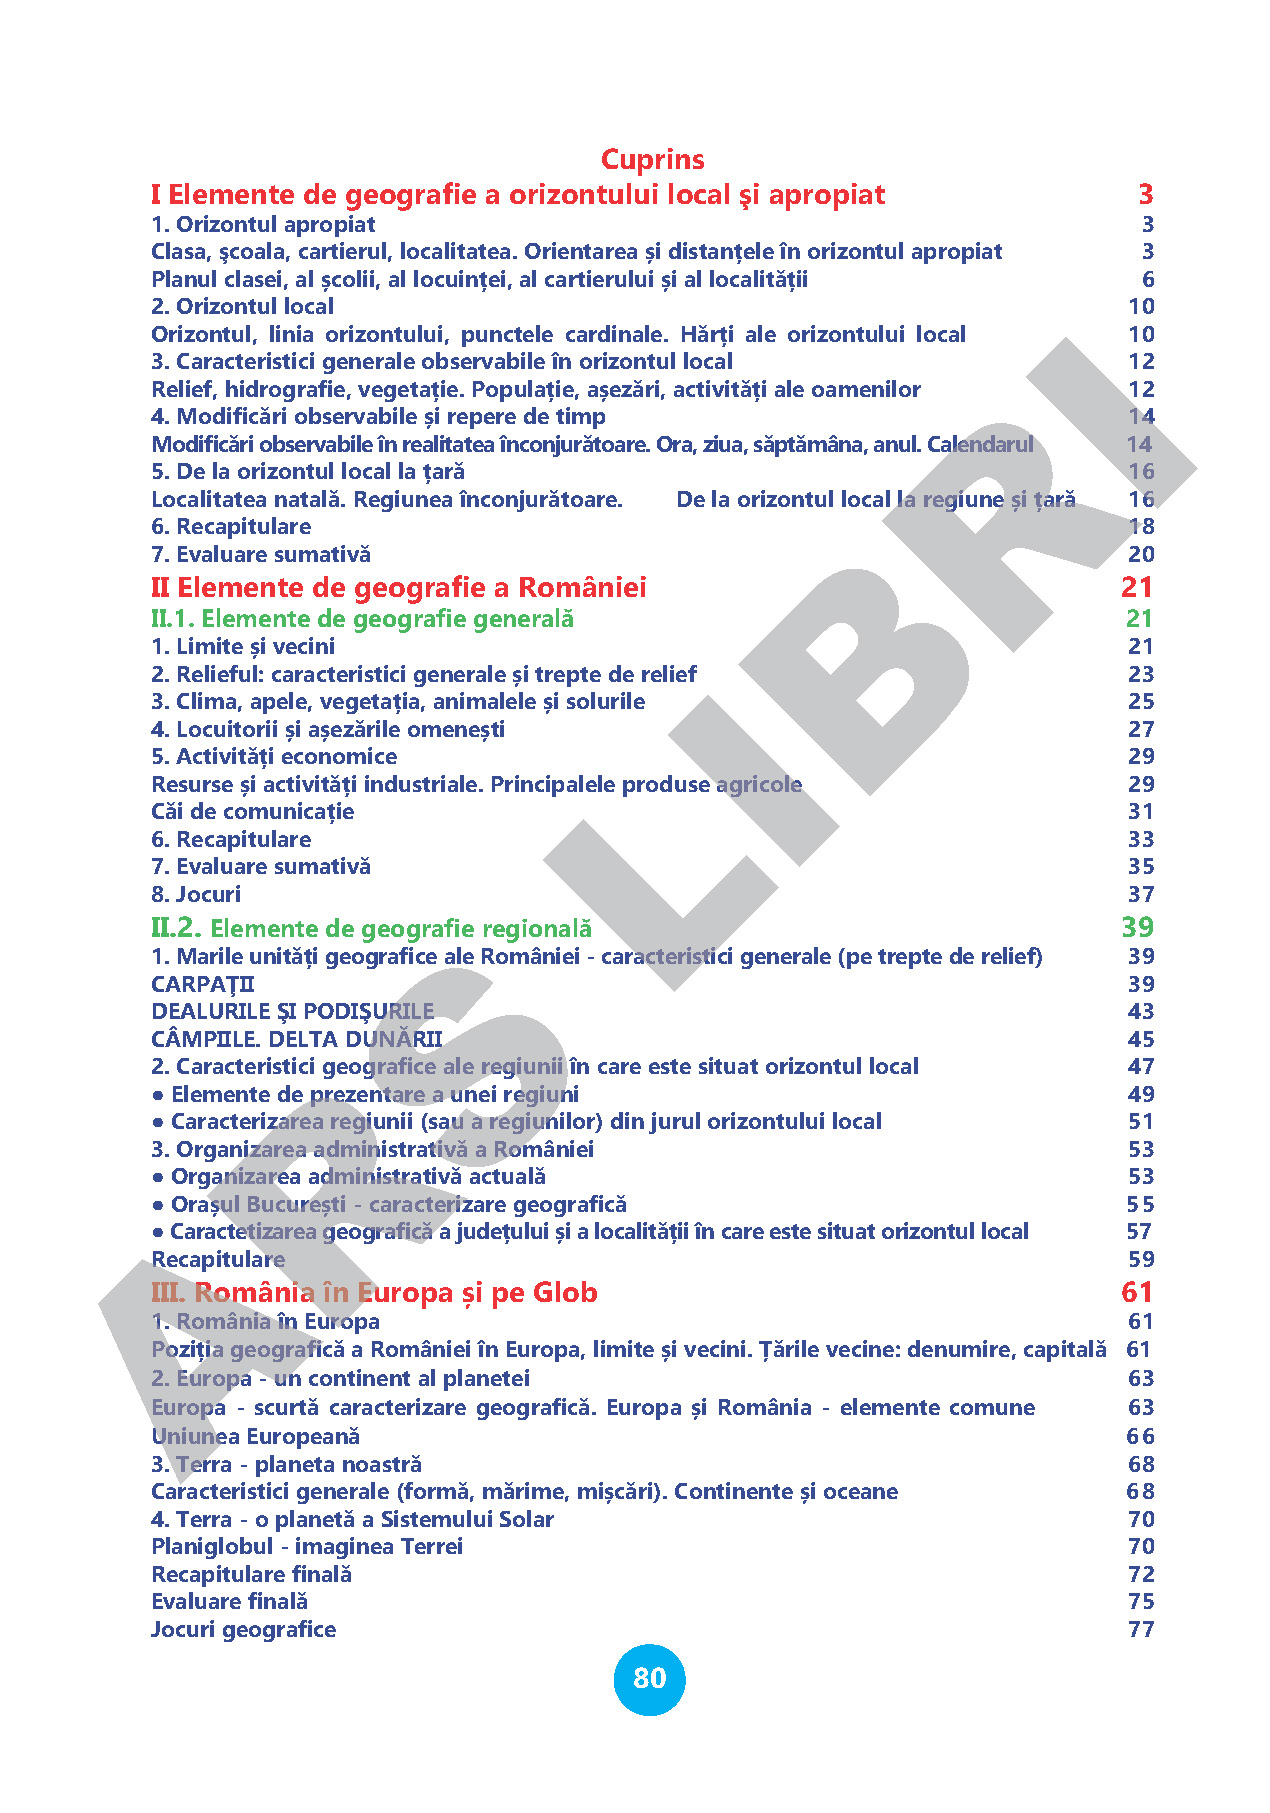 Cuprins
I Elemente de geografie a orizontului local şi apropiat 3
1. Orizontul apropiat 3
Clasa, şcoala, cartierul, localitatea. Orientarea și distanțele în orizontul apropiat 3
Planul clasei, al școlii, al locuinței, al cartierului și al localității 6
2. Orizontul local 10
Orizontul, linia orizontului, punctele cardinale. Hărți ale orizontului local 10
3. Caracteristici generale observabile în orizontul local 12
Relief, hidrografie, vegetație. Populație, așezări, activități ale oamenilor 12
4. Modificări observabile și repere de timp 14
Modificări observabile în realitatea înconjurătoare. Ora, ziua, săptămâna, anul. Calendarul 14
5. De la orizontul local la țară 16
Localitatea natală. Regiunea înconjurătoare. De la orizontul local la regiune și țară 16
6. Recapitulare 18
7. Evaluare sumativă 20
II Elemente de geografie a României 21
II.1. Elemente de geografie generală 21
1. Limite și vecini 21
2. Relieful: caracteristici generale și trepte de relief 23
3. Clima, apele, vegetația, animalele și solurile 25
4. Locuitorii și așezările omenești 27
5. Activități economice 29
Resurse și activități industriale. Principalele produse agricole 29
Căi de comunicație 31
6. Recapitulare 33
7. Evaluare sumativă 35
8. Jocuri 37
II.2. Elemente de geografie regională 39
1. Marile unități geografice ale României - caracteristici generale (pe trepte de relief) 39
CARPAŢII 39
DEALURILE ŞI PODIŞURILE 43
CÂMPIILE. DELTA DUNĂRII 45
2. Caracteristici geografice ale regiunii în care este situat orizontul local 47
● Elemente de prezentare a unei regiuni 49
● Caracterizarea regiunii (sau a regiunilor) din jurul orizontului local 51
3. Organizarea administrativă a României 53
● Organizarea administrativă actuală 53
● Orașul București - caracterizare geografică 55
● Caractetizarea geografică a județului și a localității în care este situat orizontul local 57
Recapitulare 59
III. România în Europa și pe Glob 61
1. România în Europa 61
Poziția geografică a României în Europa, limite și vecini. Țările vecine: denumire, capitală 61
2. Europa - un continent al planetei 63
Europa - scurtă caracterizare geografică. Europa și România - elemente comune 63
Uniunea Europeană 66
3. Terra - planeta noastră 68
Caracteristici generale (formă, mărime, mișcări). Continente și oceane 68
4. Terra - o planetă a Sistemului Solar 70
Planiglobul - imaginea Terrei 70
Recapitulare finală 72
Evaluare finală 75
Jocuri geografice 77
80
ARS LIBRI